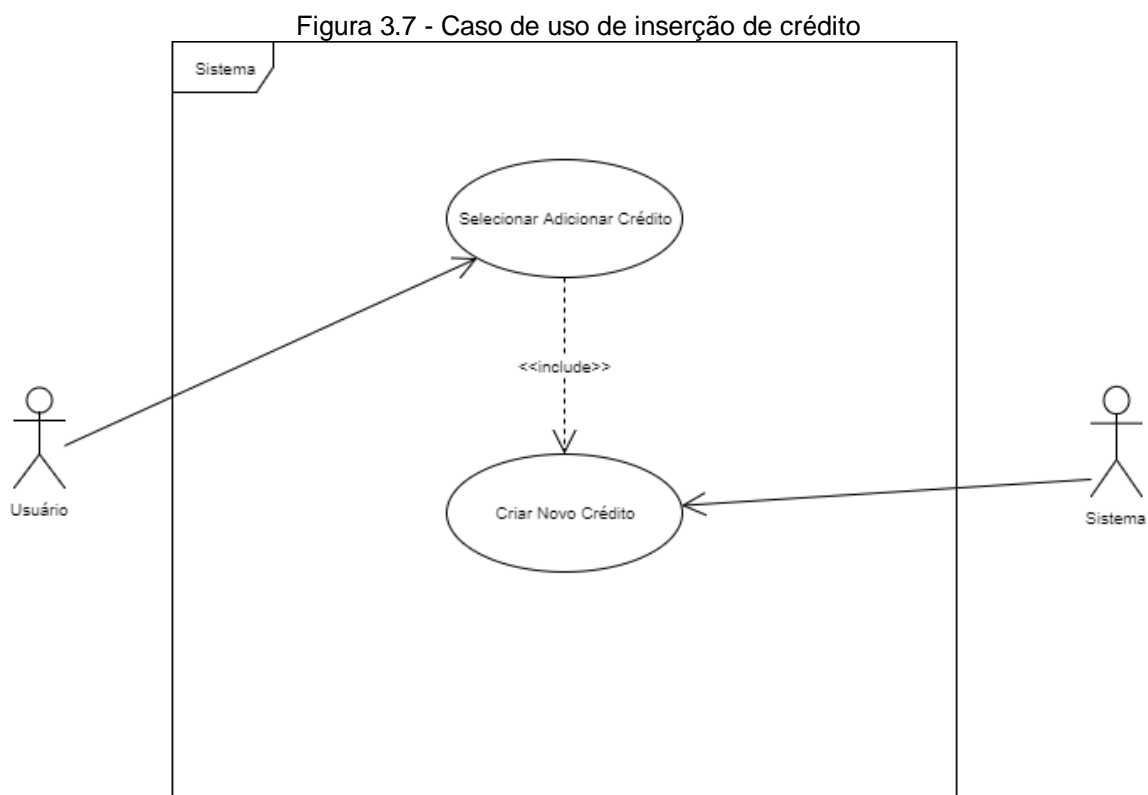 Figura 3.7 - Caso de uso de inserção de crédito
Sistema
Selecionar Adicionar Crédito
<<include>>
Usuário
Criar Novo Crédito
Sistema